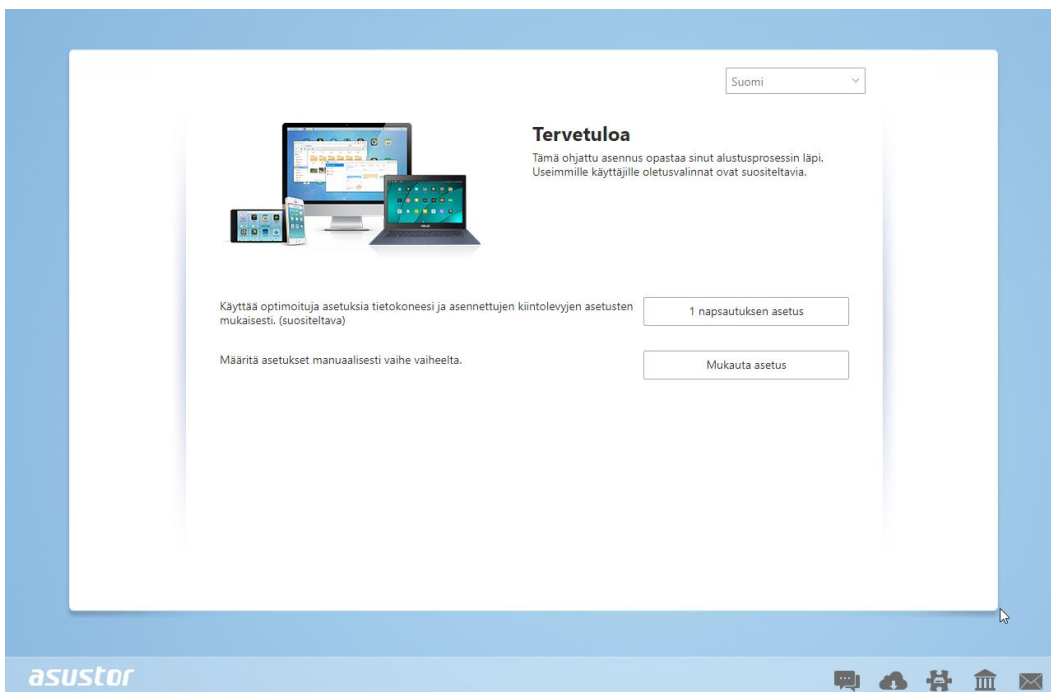 Suomi
Tervetuloa
Tämä ohjattu asennus opastaa sinut alustusprosessin läpi.
Useimmille käyttäjille oletusvalinnat ovat suositeltavia.
Käyttää optimoituja asetuksia tietokoneesi ja asennettujen kiintolevyjen asetusten
mukaisesti. (suositeltava)
1 napsautuksen asetus
Määritä asetukset manuaalisesti vaihe vaiheelta.
Mukauta asetus
asustor